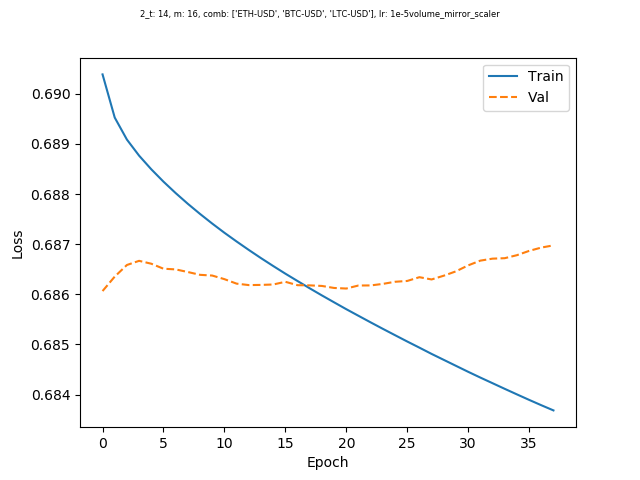 2_t: 14, m: 16, comb: ['ETH-USD', 'BTC-USD', 'LTC-USD'], lr: 1e-5volume_mirror_scaler
Train
Val
0.690
0.689
0.688
0.687
0.686
0.685
0.684
Loss
0 5 10 15 20 25 30 35
Epoch